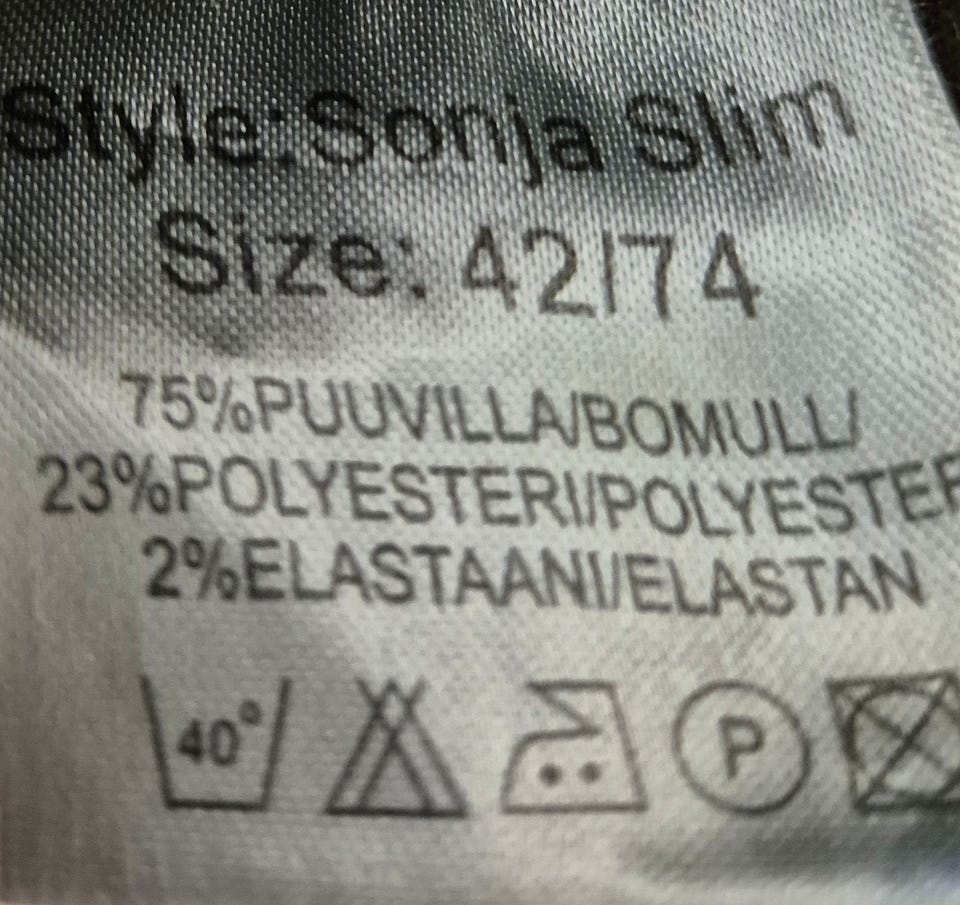 Style: Sonja Slim
Size: 42/74
75%PUUVILLA/BOMULL/
23%POLYESTERI/POLYESTER
2%ELASTAANI/ELASTAN
40°
P